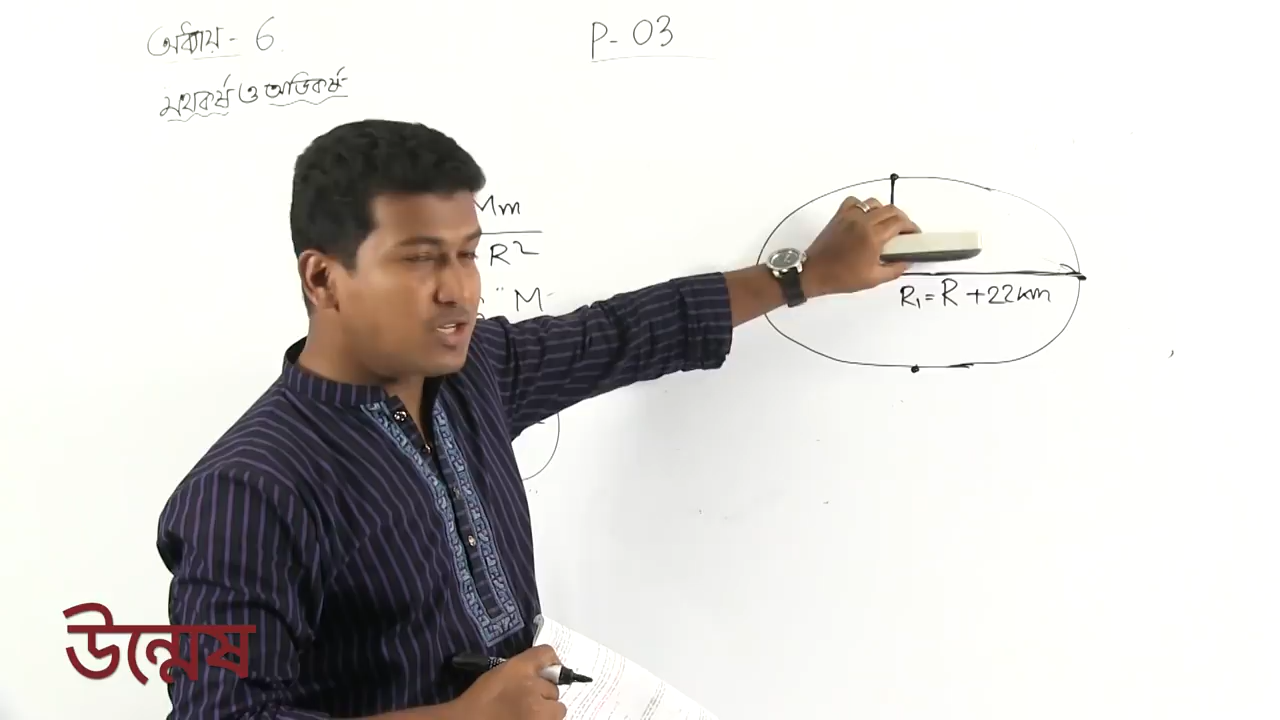 অধ্যায় - 6
মহাকর্ষ ও অভিকর্ষ
P- 03
Mm
R²
M
R₁ = R + 22km
উন্মেষ